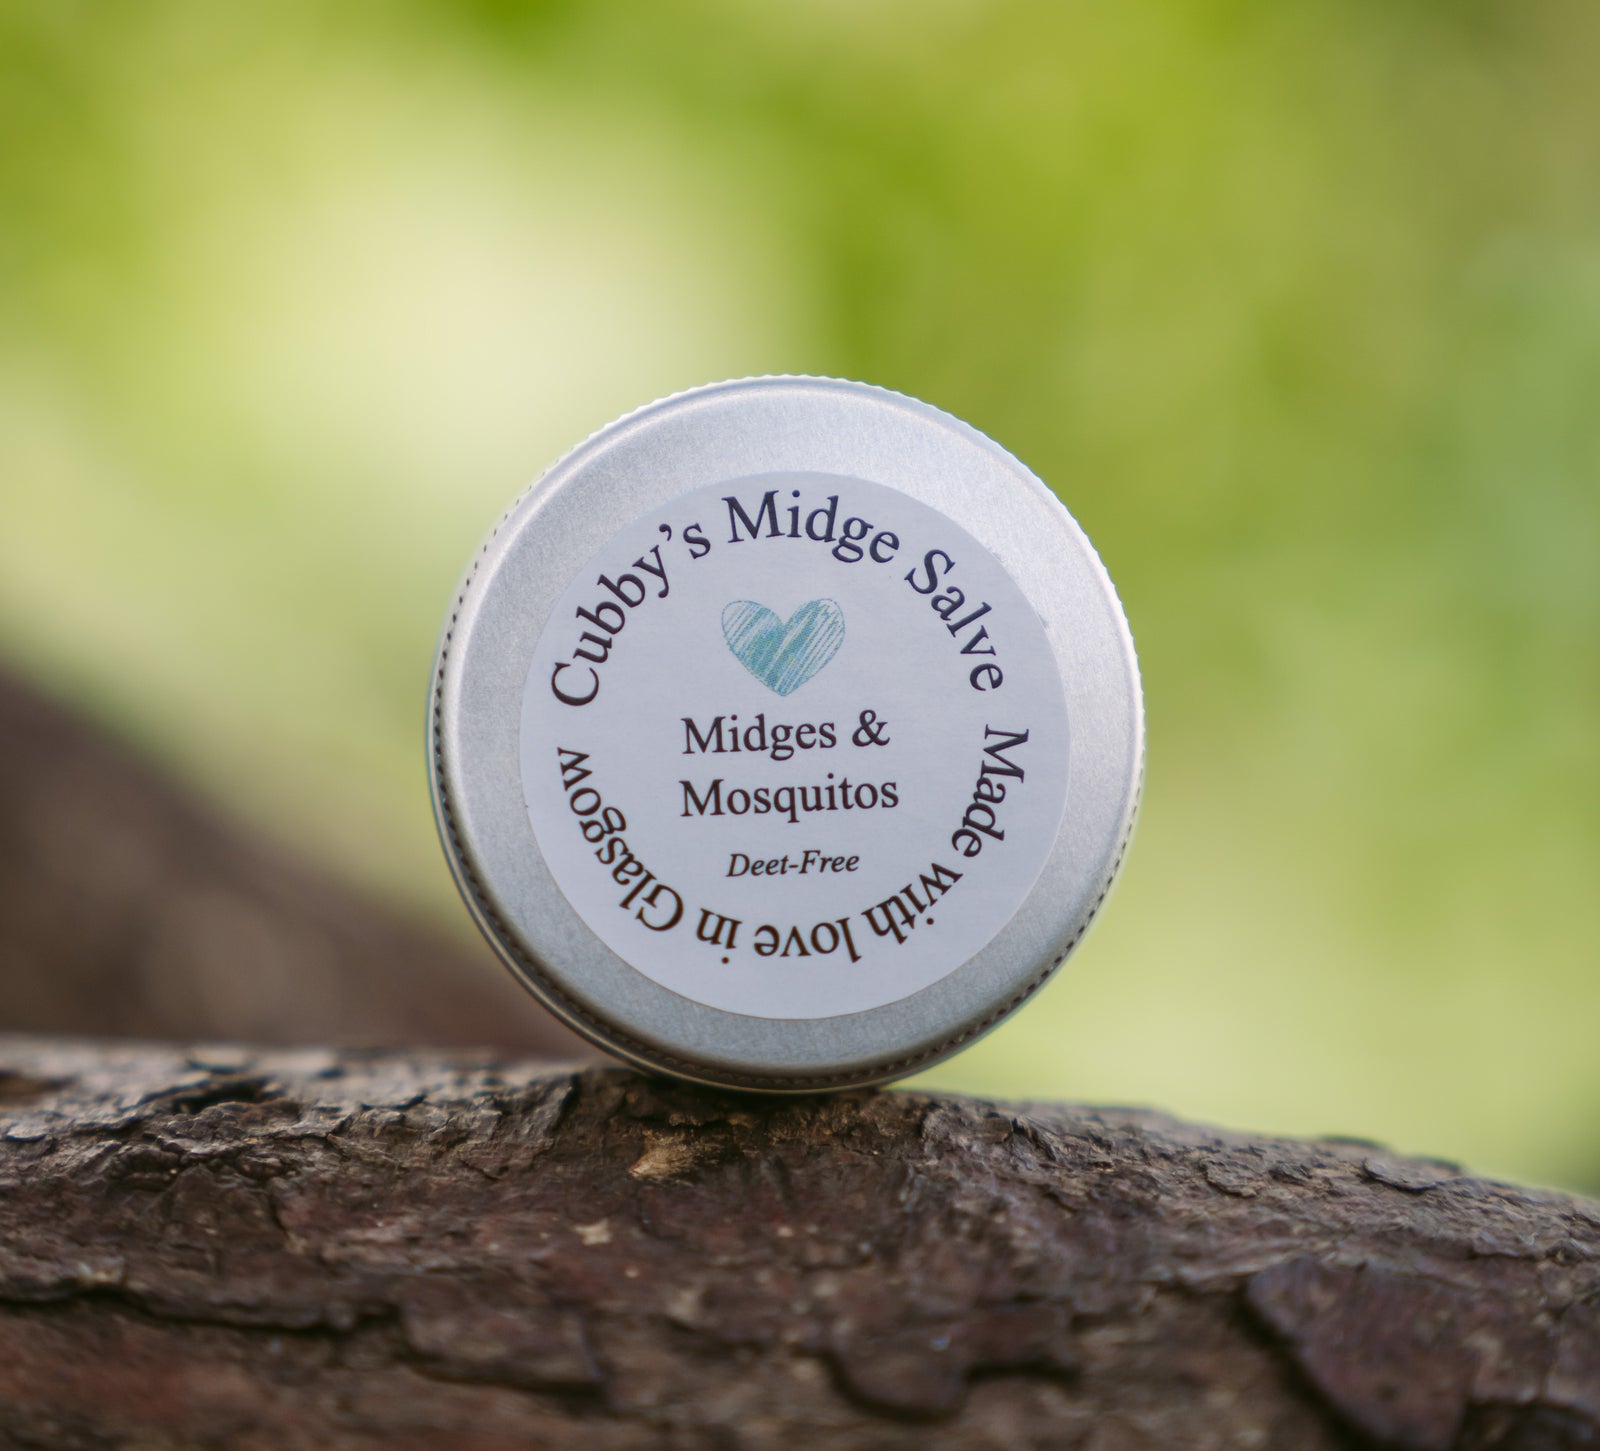 Cubby's Midge Salve
Midges &
Mosquitos
Deet-Free
Made with love in Glasgow